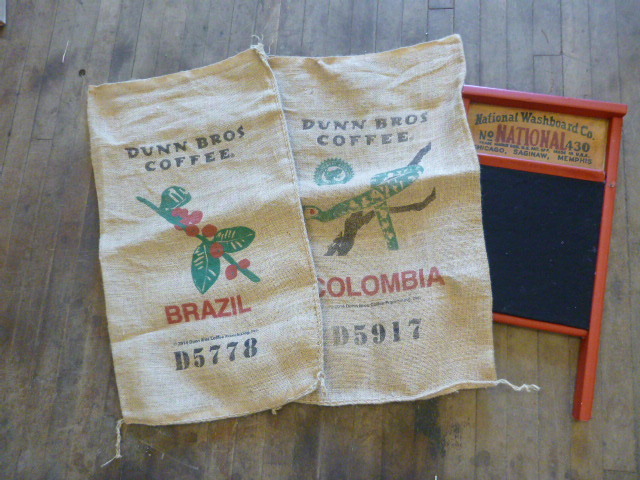 DUNN BROS
COFFEE
BRAZIL
D5778
DUNN BROS
COFFEE
COLOMBIA
D5917
National Washboard Co.
No NATIONAL 430
CHICAGO, SAGINAW, MEMPHIS